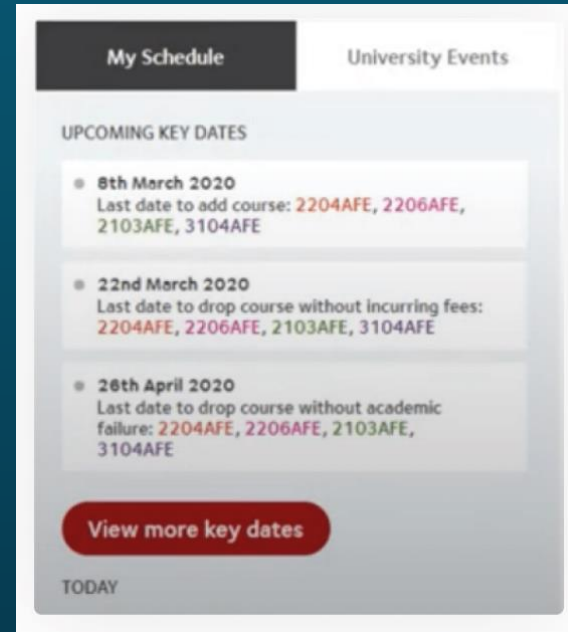 My Schedule
University Events
UPCOMING KEY DATES
8th March 2020
Last date to add course: 2204AFE, 2206AFE,
2103AFE, 3104AFE
22nd March 2020
Last date to drop course without incurring fees:
2204AFE, 2206AFE, 2103AFE, 3104AFE
26th April 2020
Last date to drop course without academic
failure: 2204AFE, 2206AFE, 2103AFE,
3104AFE
View more key dates
TODAY